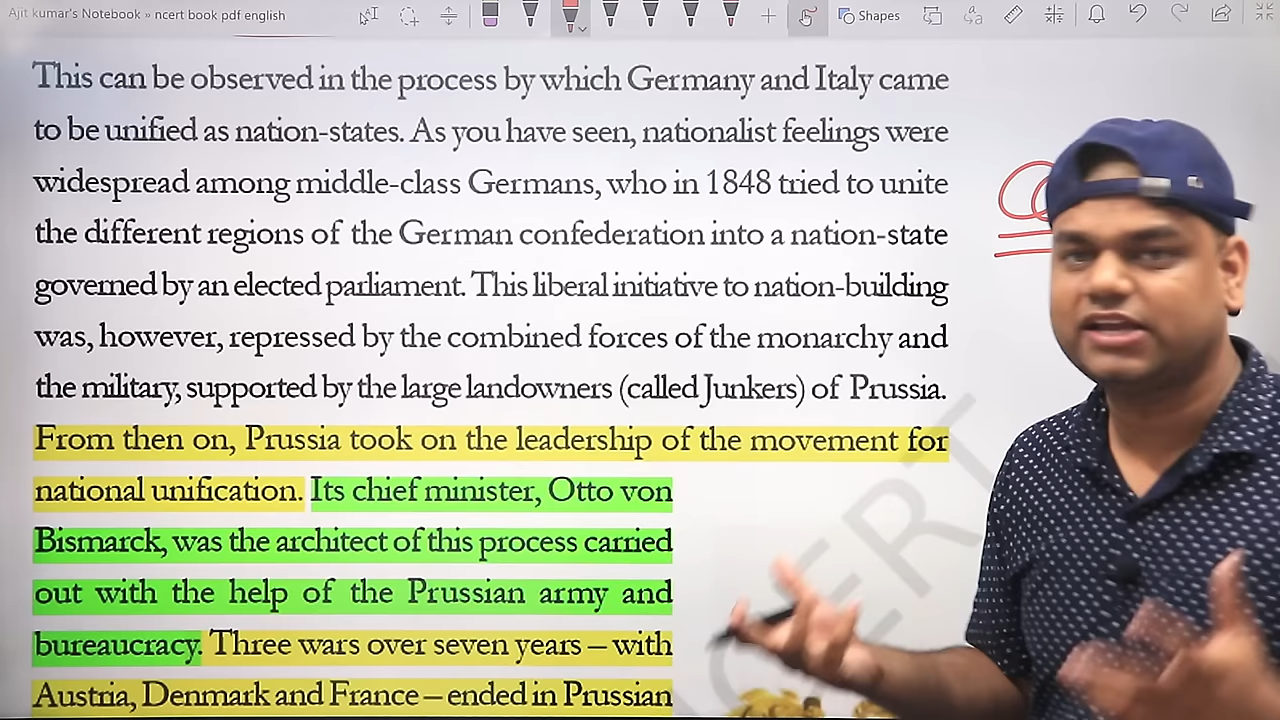 Ajit kumar's Notebook » ncert book pdf english
Shapes
This can be observed in the process by which Germany and Italy came
to be unified as nation-states. As you have seen, nationalist feelings were
widespread among middle-class Germans, who in 1848 tried to unite
the different regions of the German confederation into a nation-state
governed by an elected parliament. This liberal initiative to nation-building
was, however, repressed by the combined forces of the monarchy and
the military, supported by the large landowners (called Junkers) of Prussia.
From then on, Prussia took on the leadership of the movement for
national unification. Its chief minister, Otto von
Bismarck, was the architect of this process carried
out with the help of the Prussian army and
bureaucracy. Three wars over seven years – with
Austria, Denmark and France – ended in Prussian